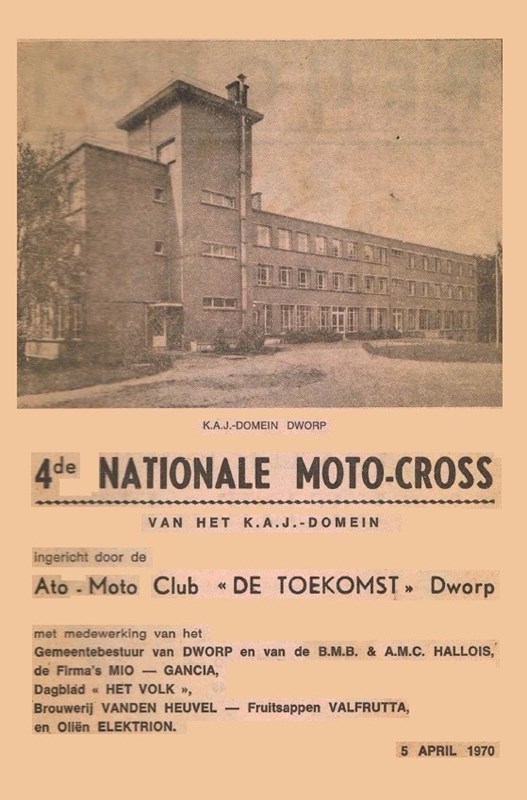 K.A.J.-DOMEIN DWORP
4de NATIONALE MOTO-CROSS
VAN HET K.A.J.-DOMEIN
ingericht door de
Ato - Moto Club « DE TOEKOMST » Dworp
met medewerking van het
Gemeentebestuur van DWORP en van de B.M.B. & A.M.C. HALLOIS,
de Firma's MIO — GANCIA,
Dagblad « HET VOLK »,
Brouwerij VANDEN HEUVEL — Fruitsappen VALFRUTTA,
en Oliën ELEKTRION.
5 APRIL 1970